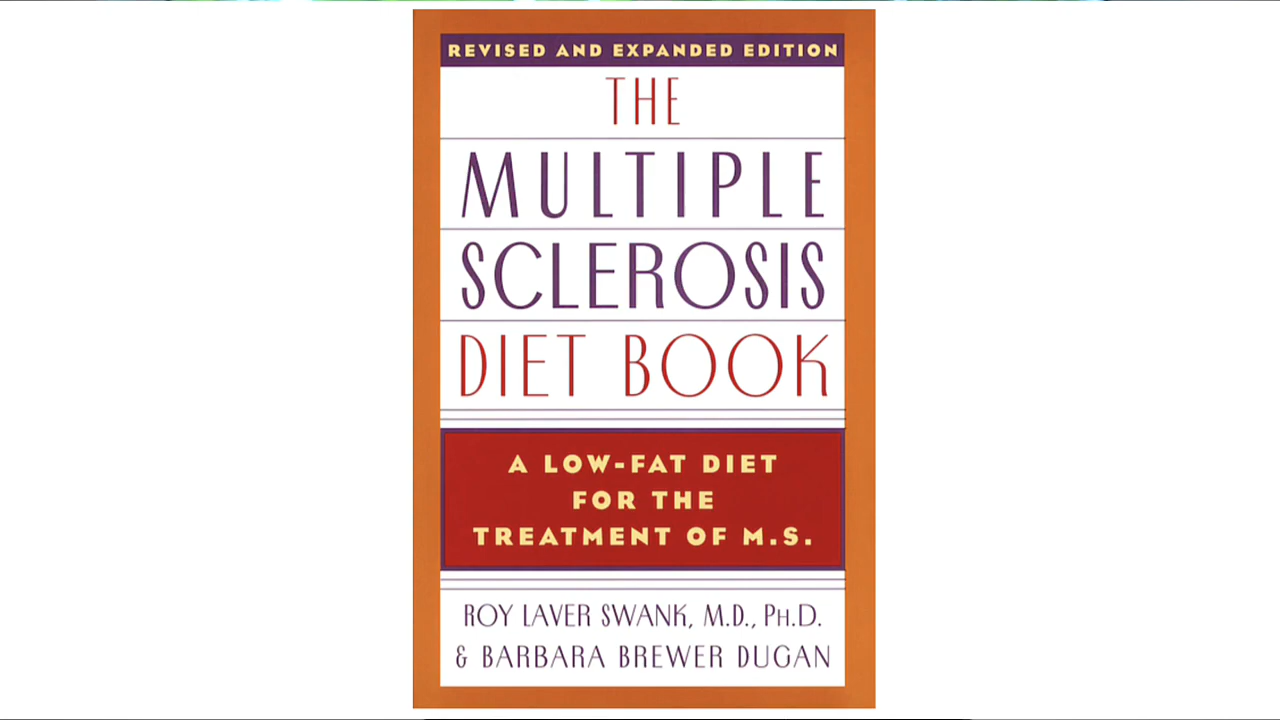 REVISED AND EXPANDED EDITION
THE
MULTIPLE
SCLEROSIS
DIET BOOK
A LOW-FAT DIET
FOR THE
TREATMENT OF M.S.
ROY LAVER SWANK, M.D., PH.D.
& BARBARA BREWER DUGAN